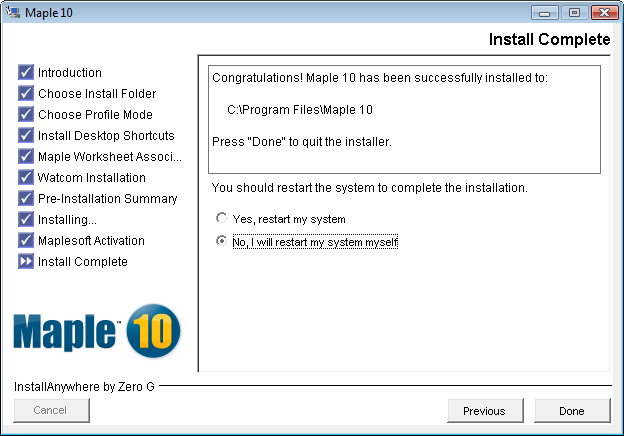 Maple 10
Install Complete
Introduction
Choose Install Folder
Choose Profile Mode
Install Desktop Shortcuts
Maple Worksheet Associ...
Watcom Installation
Pre-Installation Summary
Installing...
Maplesoft Activation
Install Complete
Congratulations! Maple 10 has been successfully installed to:
C:\Program Files\Maple 10
Press "Done" to quit the installer.
You should restart the system to complete the installation.
Yes, restart my system
No, I will restart my system myself
Maple™ 10
InstallAnywhere by Zero G
Cancel
Previous
Done